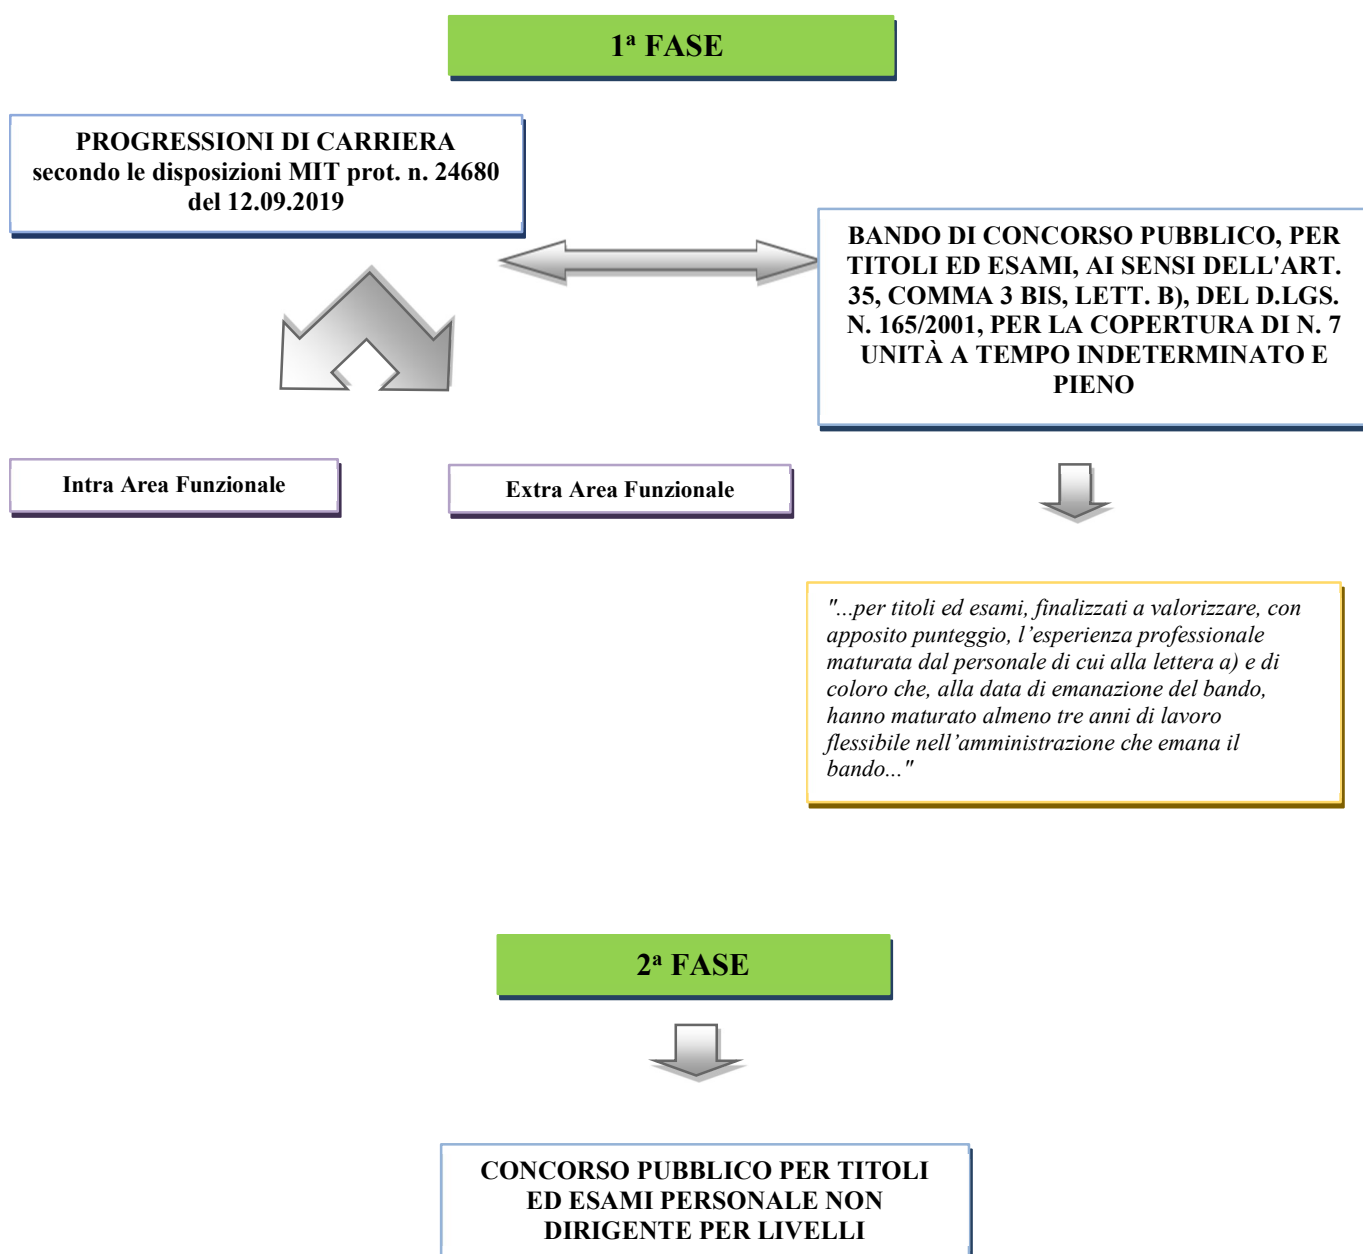 1ª FASE
PROGRESSIONI DI CARRIERA
secondo le disposizioni MIT prot. n. 24680
del 12.09.2019
BANDO DI CONCORSO PUBBLICO, PER
TITOLI ED ESAMI, AI SENSI DELL'ART.
35, COMMA 3 BIS, LETT. B), DEL D.LGS.
N. 165/2001, PER LA COPERTURA DI N. 7
UNITÀ A TEMPO INDETERMINATO E
PIENO
Intra Area Funzionale
Extra Area Funzionale
"...per titoli ed esami, finalizzati a valorizzare, con
apposito punteggio, l’esperienza professionale
maturata dal personale di cui alla lettera a) e di
coloro che, alla data di emanazione del bando,
hanno maturato almeno tre anni di lavoro
flessibile nell’amministrazione che emana il
bando..."
2ª FASE
CONCORSO PUBBLICO PER TITOLI
ED ESAMI PERSONALE NON
DIRIGENTE PER LIVELLI